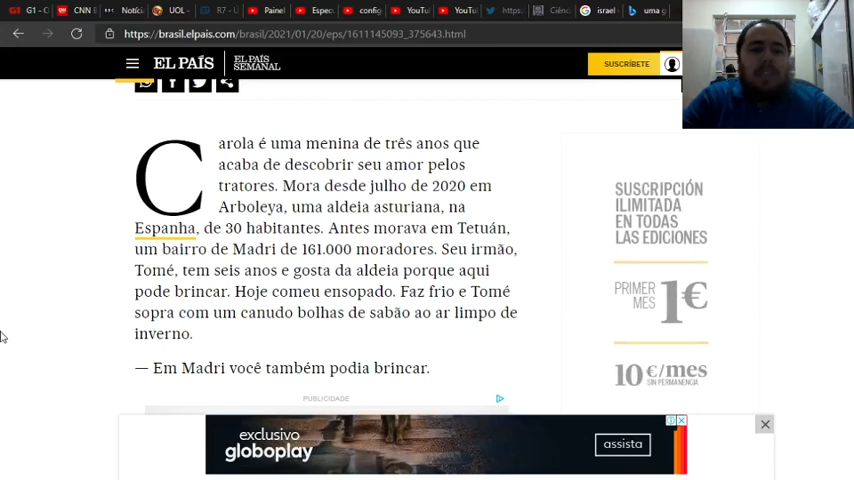 G1 - C
CNN B
Notíci
UOL -
R7 - Ú
Painel
Espec
config
YouTu
YouTu
https:
Ciênc
israel
uma g
https://brasil.elpais.com/brasil/2021/01/20/eps/1611145093_375643.html
EL PAÍS
EL PAÍS
SEMANAL
SUSCRÍBETE
Carola é uma menina de três anos que
acaba de descobrir seu amor pelos
tratores. Mora desde julho de 2020 em
Arboleya, uma aldeia asturiana, na
Espanha, de 30 habitantes. Antes morava em Tetuán,
um bairro de Madri de 161.000 moradores. Seu irmão,
Tomé, tem seis anos e gosta da aldeia porque aqui
pode brincar. Hoje comeu ensopado. Faz frio e Tomé
sopra com um canudo bolhas de sabão ao ar limpo de
inverno.
— Em Madri você também podia brincar.
PUBLICIDADE
SUSCRIPCIÓN
ILIMITADA
EN TODAS
LAS EDICIONES
PRIMER
MES
1€
10€/mes
SIN PERMANENCIA
exclusivo
globoplay
assista